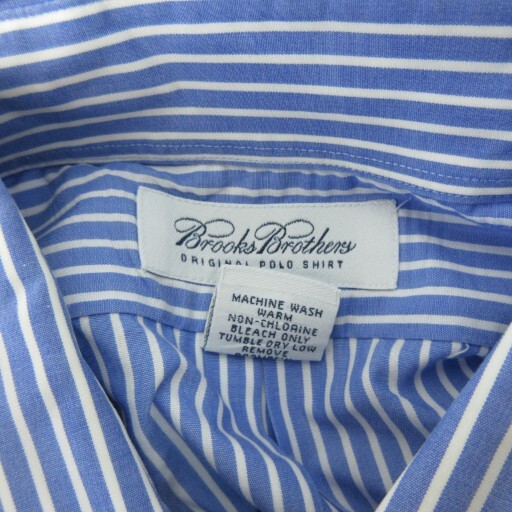 Brooks Brothers
ORIGINAL POLO SHIRT
MACHINE WASH
WARM
NON-CHLORINE
BLEACH ONLY
TUMBLE DRY LOW
REMOVE